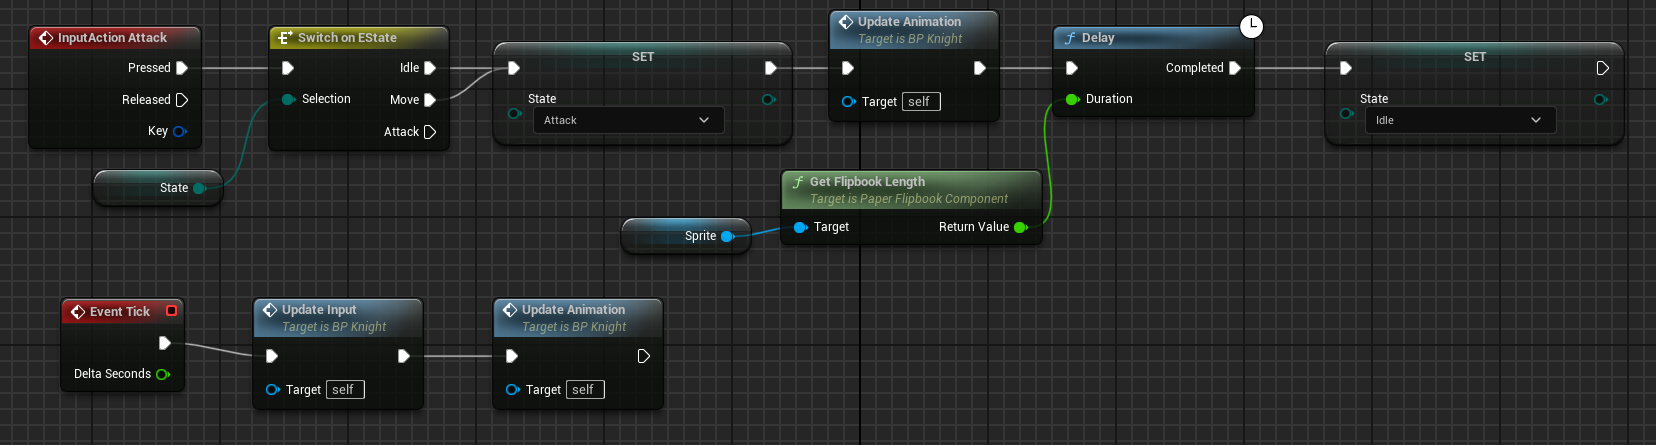 InputAction Attack
Pressed
Released
Key
Switch on EState
Idle
Selection
Move
Attack
State
SET
State
Attack
Update Animation
Target is BP Knight
Target self
Delay
Completed
Duration
SET
State
Idle
Sprite
Get Flipbook Length
Target is Paper Flipbook Component
Target
Return Value
Event Tick
Delta Seconds
Update Input
Target is BP Knight
Target self
Update Animation
Target is BP Knight
Target self